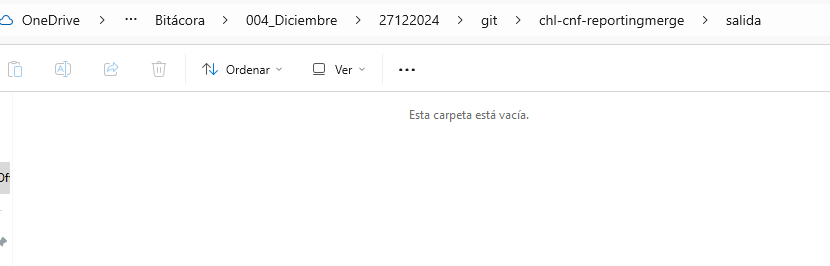 OneDrive > ··· Bitácora > 004_Diciembre > 27122024 > git > chl-cnf-reportingmerge > salida
Ordenar Ver ···
Esta carpeta está vacía.